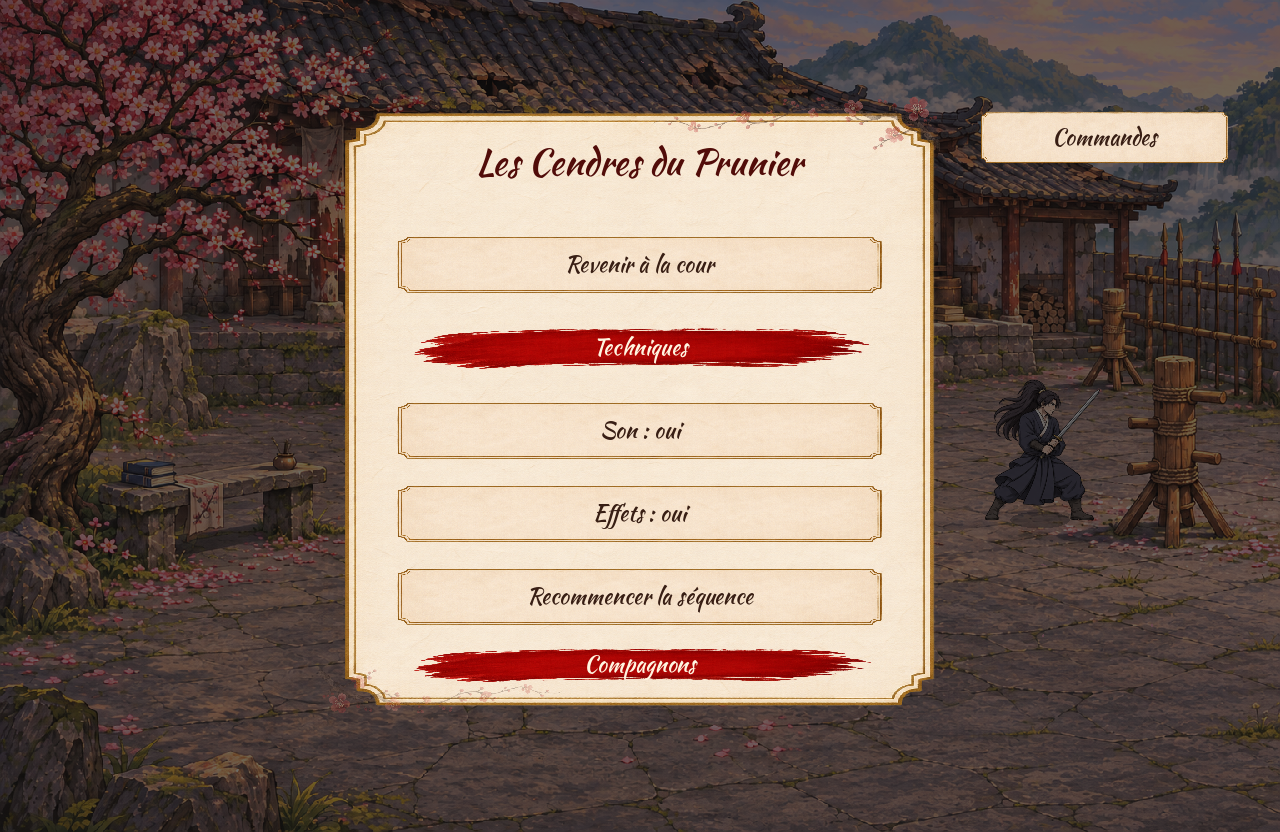 Les Cendres du Prunier
Commandes
Revenir à la cour
Techniques
Son : oui
Effets : oui
Recommencer la séquence
Compagnons